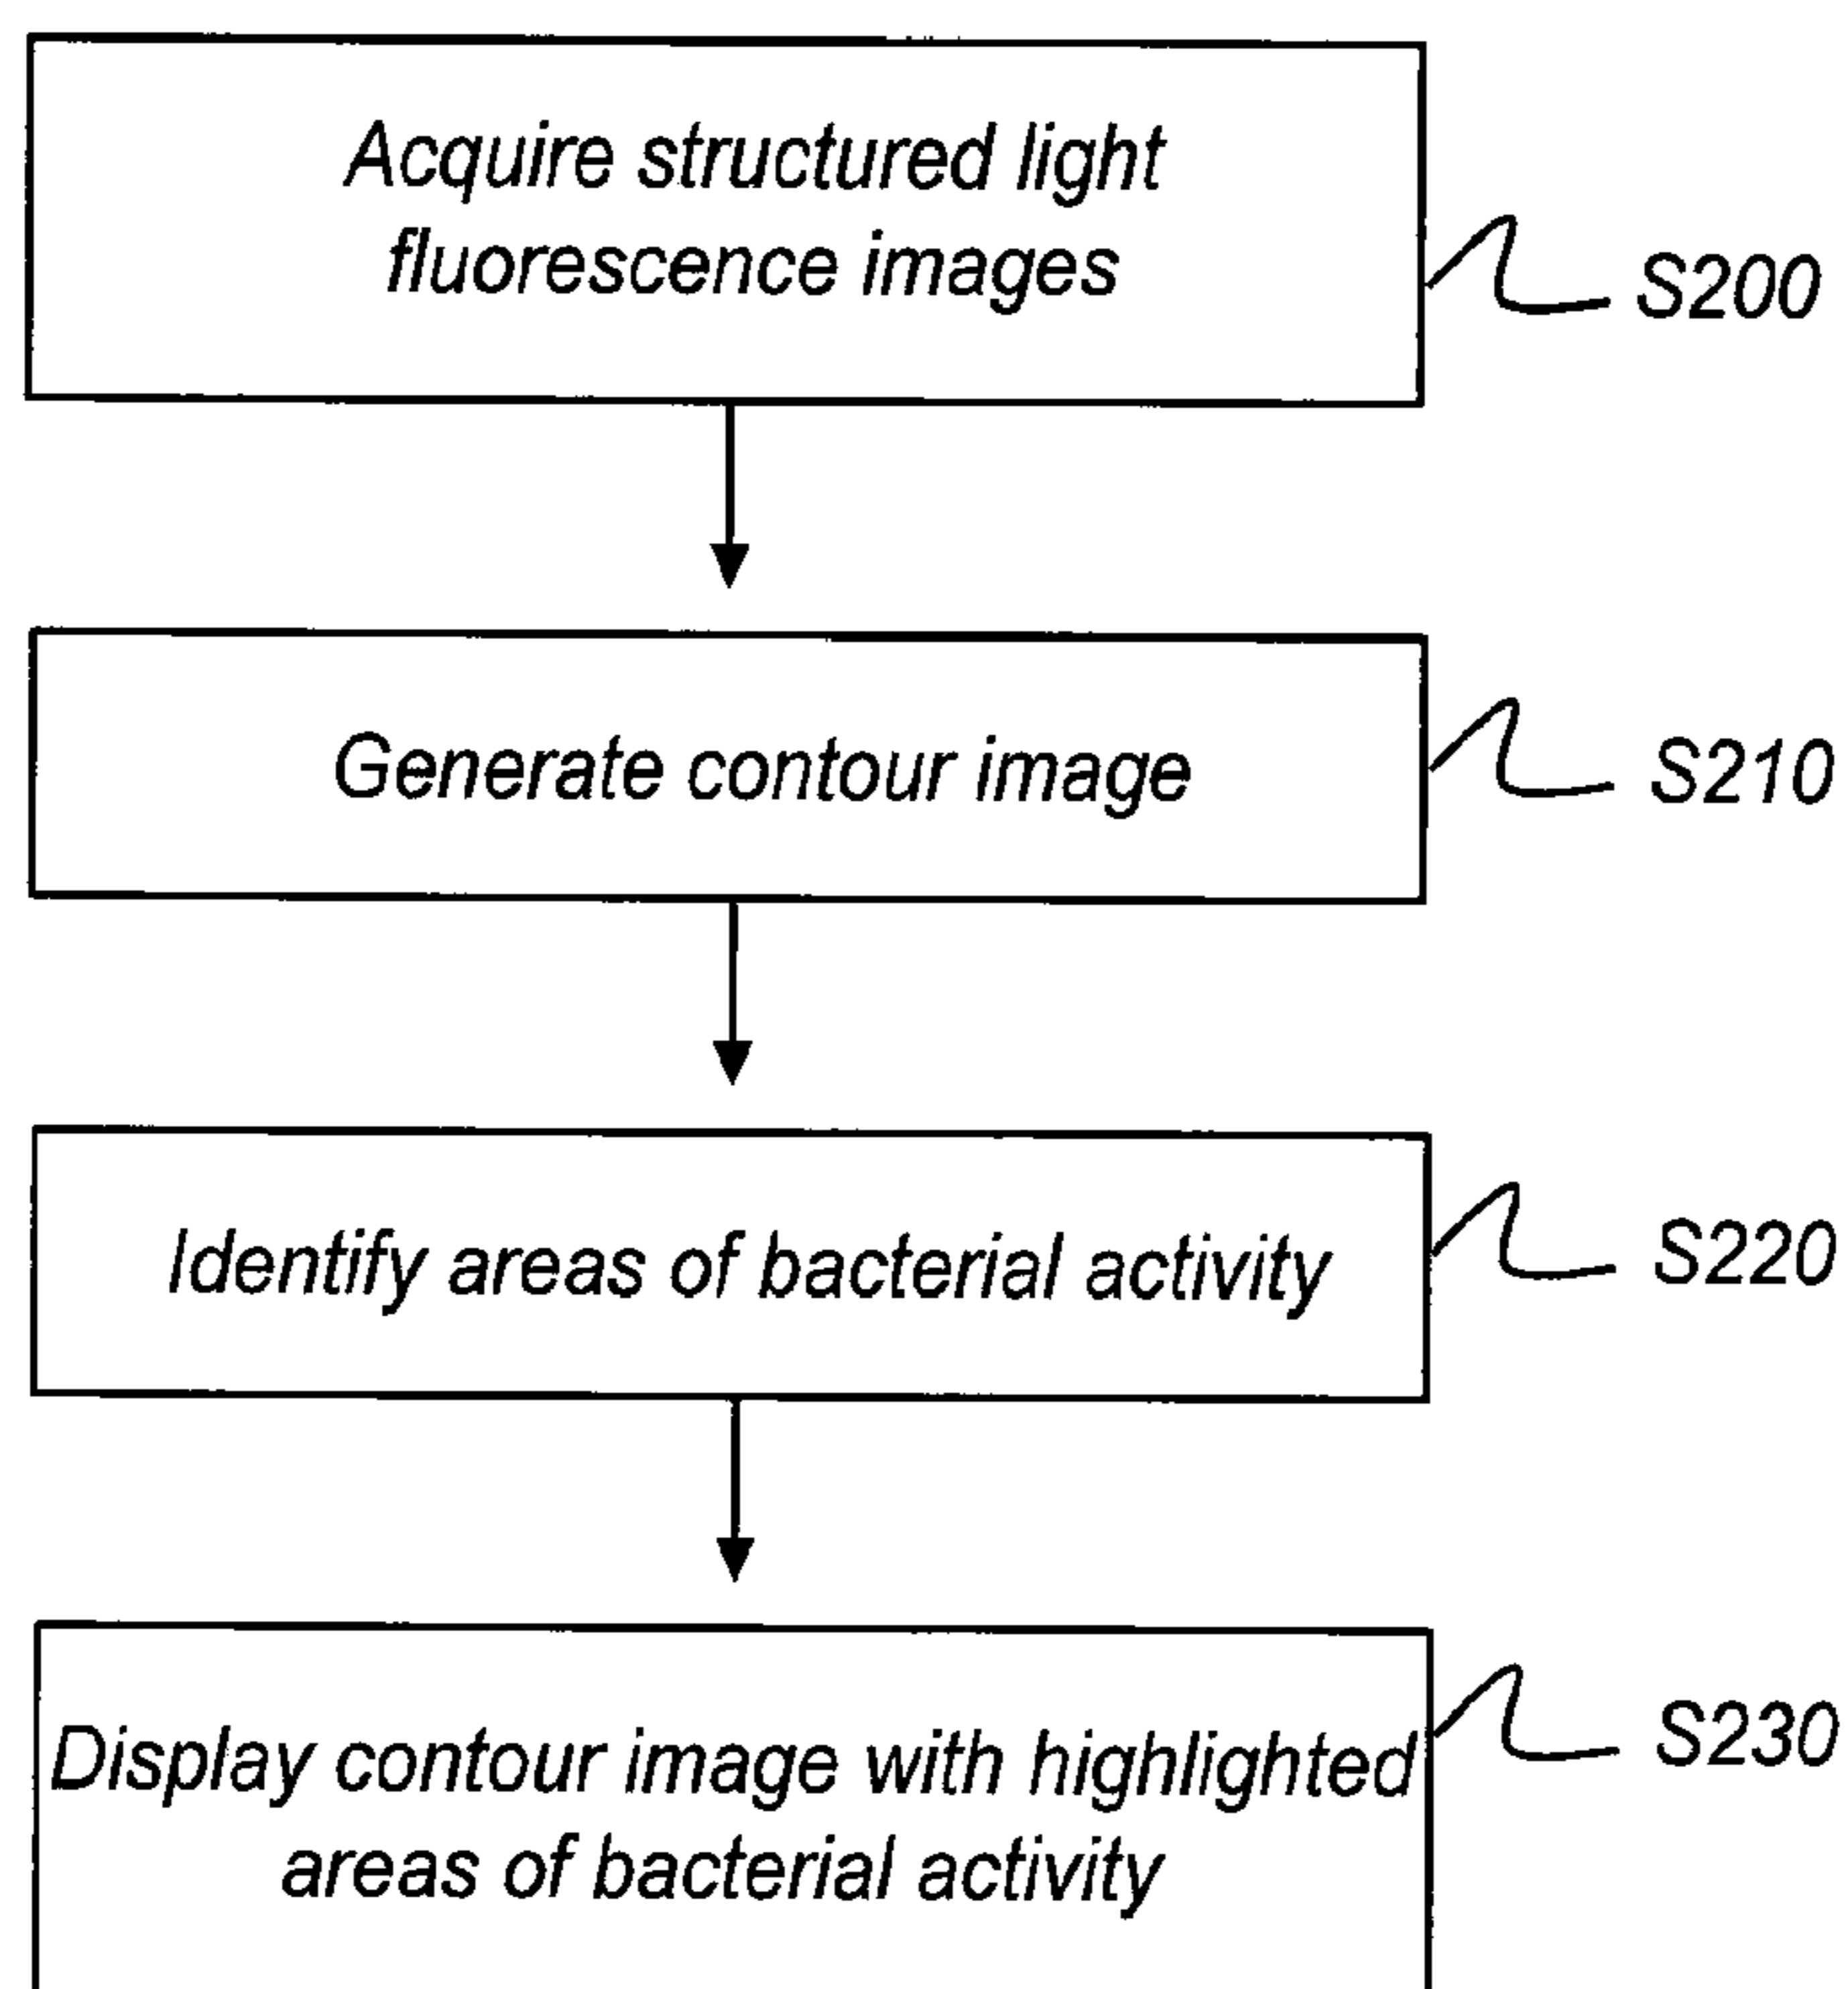 Acquire structured light
fluorescence images
S200
Generate contour image
S210
Identify areas of bacterial activity
S220
Display contour image with highlighted
areas of bacterial activity
S230